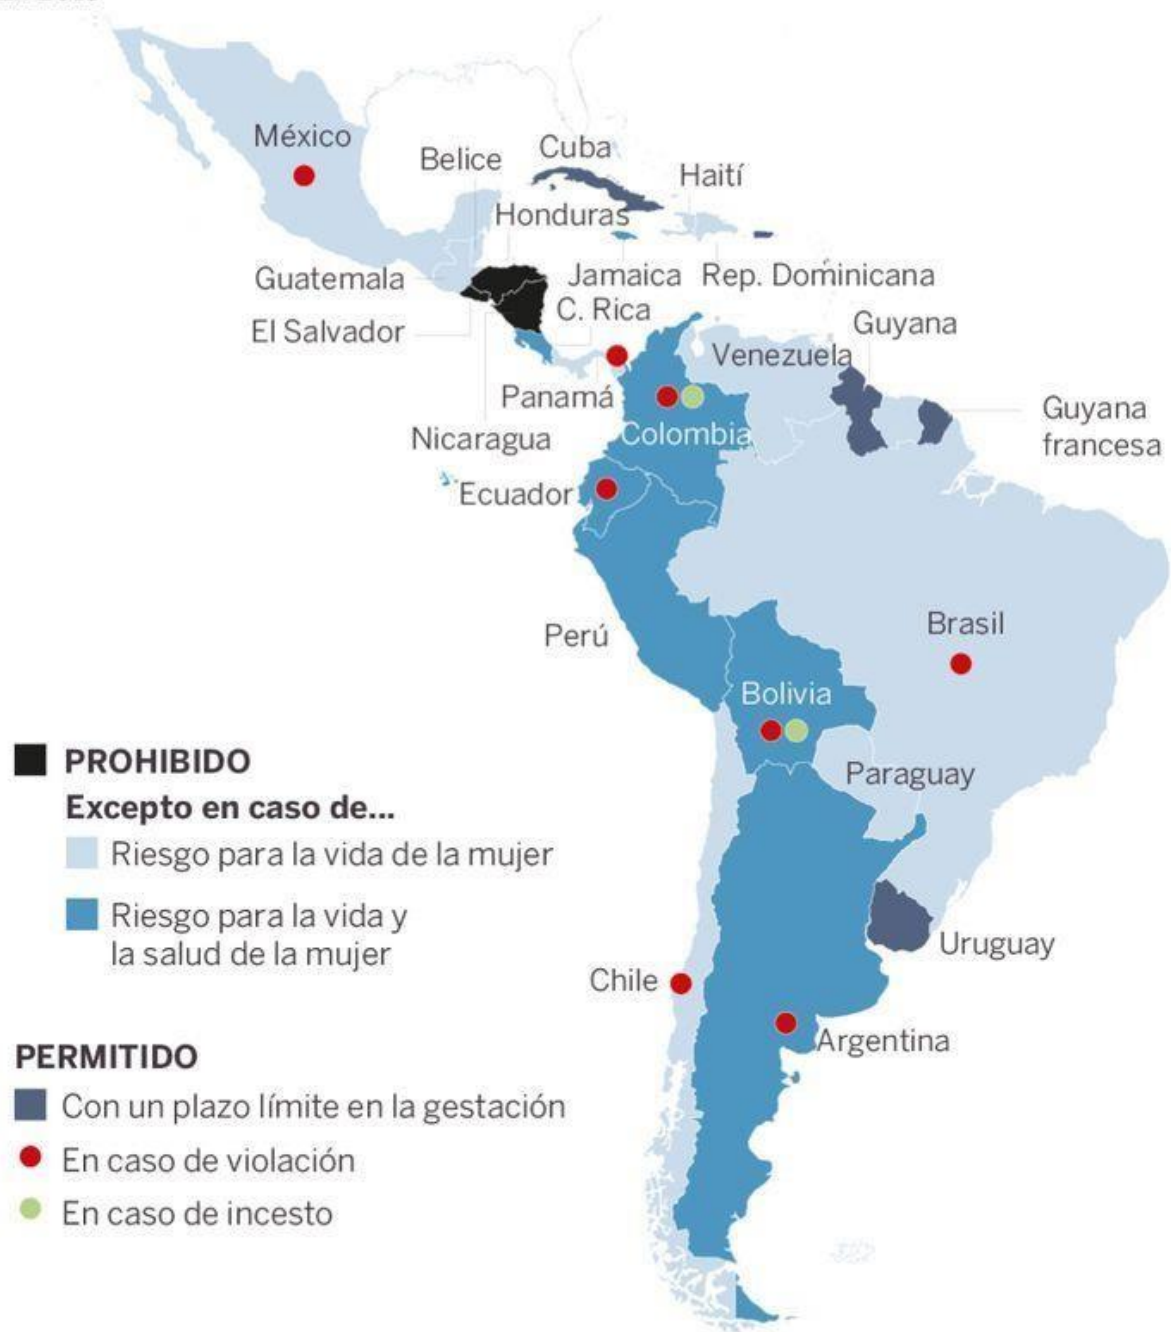 México
Belice
Cuba
Haití
Honduras
Guatemala
Jamaica
Rep. Dominicana
El Salvador
C. Rica
Guyana
Venezuela
Panamá
Guyana
francesa
Nicaragua
Colombia
Ecuador
Perú
Brasil
Bolivia
PROHIBIDO
Paraguay
Excepto en caso de...
Riesgo para la vida de la mujer
Riesgo para la vida y
la salud de la mujer
Uruguay
Chile
Argentina
PERMITIDO
Con un plazo límite en la gestación
En caso de violación
En caso de incesto